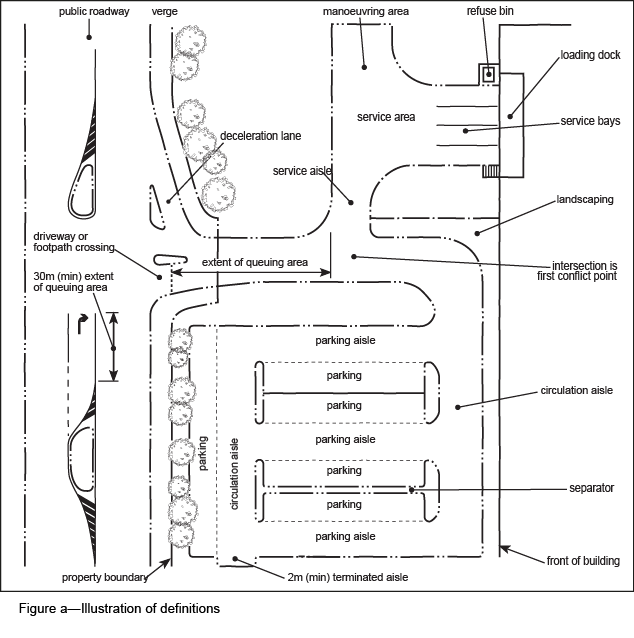 public roadway
verge
manoeuvring area
refuse bin
loading dock
service area
service bays
deceleration lane
service aisle
landscaping
driveway or
footpath crossing
extent of queuing area
intersection is
first conflict point
30m (min) extent
of queuing area
parking aisle
parking
parking
circulation aisle
parking aisle
parking
circulation aisle
parking
separator
parking
parking aisle
front of building
property boundary
2m (min) terminated aisle
Figure a—Illustration of definitions